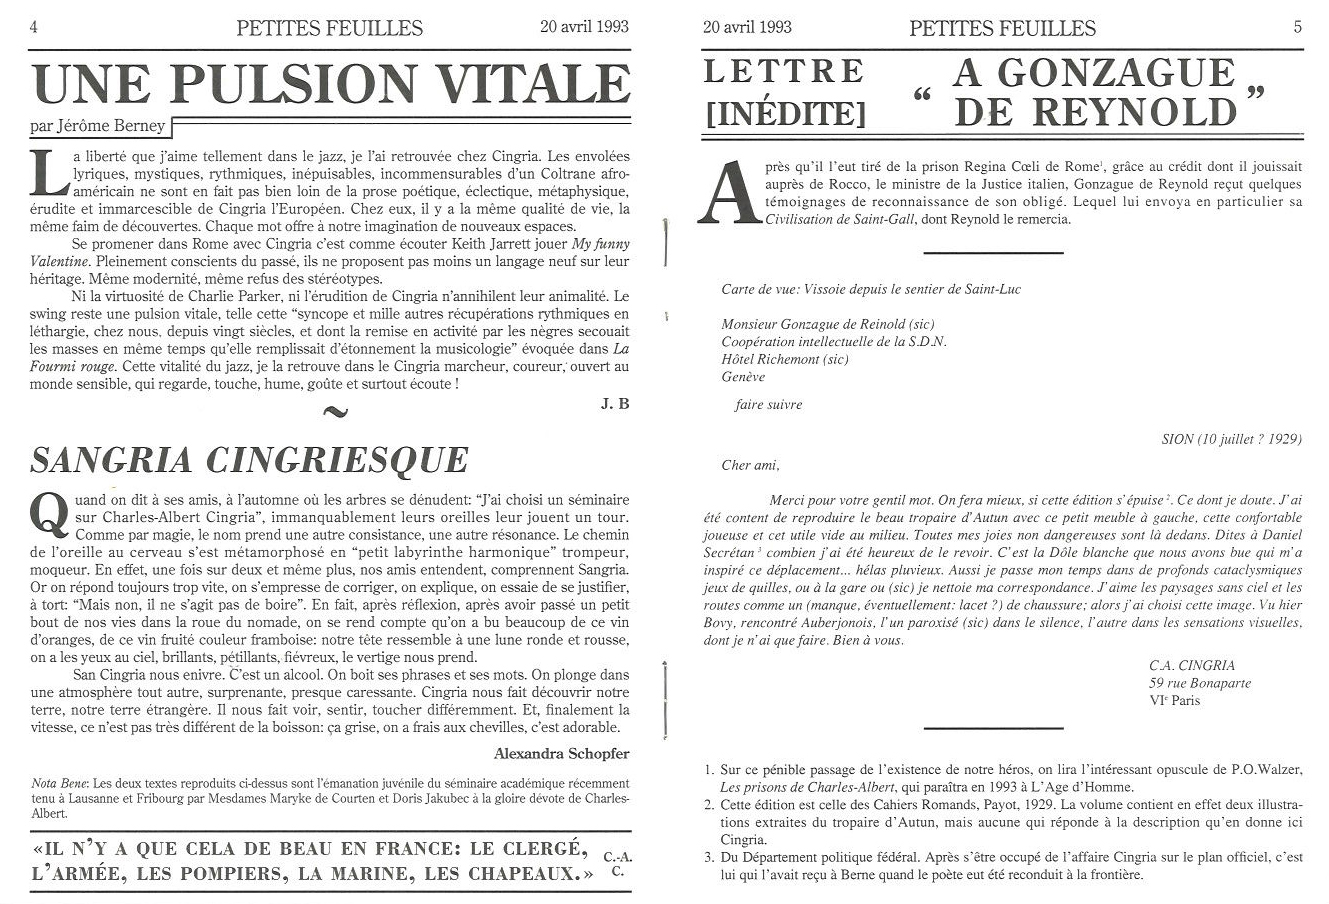 4 PETITES FEUILLES 20 avril 1993
UNE PULSION VITALE
par Jérôme Berney
La liberté que j'aime tellement dans le jazz, je l'ai retrouvée chez Cingria. Les envolées
lyriques, mystiques, rythmiques, inépuisables, incommensurables d'un Coltrane afro-
américain ne sont en fait pas bien loin de la prose poétique, éclectique, métaphysique,
érudite et immarcescible de Cingria l'Européen. Chez eux, il y a la même qualité de vie, la
même faim de découvertes. Chaque mot offre à notre imagination de nouveaux espaces.
Se promener dans Rome avec Cingria c'est comme écouter Keith Jarrett jouer My funny
Valentine. Pleinement conscients du passé, ils ne proposent pas moins un langage neuf sur leur
héritage. Même modernité, même refus des stéréotypes.
Ni la virtuosité de Charlie Parker, ni l'érudition de Cingria n'annihilent leur animalité. Le
swing reste une pulsion vitale, telle cette “syncope et mille autres récupérations rythmiques en
léthargie, chez nous, depuis vingt siècles, et dont la remise en activité par les nègres secouait
les masses en même temps qu'elle remplissait d'étonnement la musicologie” évoquée dans La
Fourmi rouge. Cette vitalité du jazz, je la retrouve dans le Cingria marcheur, coureur, ouvert au
monde sensible, qui regarde, touche, hume, goûte et surtout écoute !
J. B
~
SANGRIA CINGRIESQUE
Quand on dit à ses amis, à l'automne où les arbres se dénudent: “J'ai choisi un séminaire
sur Charles-Albert Cingria”, immanquablement leurs oreilles leur jouent un tour.
Comme par magie, le nom prend une autre consistance, une autre résonance. Le chemin
de l'oreille au cerveau s'est métamorphosé en “petit labyrinthe harmonique” trompeur,
moqueur. En effet, une fois sur deux et même plus, nos amis entendent, comprennent Sangria.
Or on répond toujours trop vite, on s'empresse de corriger, on explique, on essaie de se justifier,
à tort: “Mais non, il ne s'agit pas de boire”. En fait, après réflexion, après avoir passé un petit
bout de nos vies dans la roue du nomade, on se rend compte qu'on a bu beaucoup de ce vin
d'oranges, de ce vin fruité couleur framboise: notre tête ressemble à une lune ronde et rousse,
on a les yeux au ciel, brillants, pétillants, fiévreux, le vertige nous prend.
San Cingria nous enivre. C'est un alcool. On boit ses phrases et ses mots. On plonge dans
une atmosphère tout autre, surprenante, presque caressante. Cingria nous fait découvrir notre
terre, notre terre étrangère. Il nous fait voir, sentir, toucher différemment. Et, finalement la
vitesse, ce n'est pas très différent de la boisson: ça grise, on a frais aux chevilles, c'est adorable.
Alexandra Schopfer
Nota Bene: Les deux textes reproduits ci-dessus sont l'émanation juvénile du séminaire académique récemment
tenu à Lausanne et Fribourg par Mesdames Maryke de Courten et Doris Jakubec à la gloire dévote de Charles-
Albert.
«IL N'Y A QUE CELA DE BEAU EN FRANCE: LE CLERGÉ,
L'ARMÉE, LES POMPIERS, LA MARINE, LES CHAPEAUX.» C.-A. C.
20 avril 1993 PETITES FEUILLES 5
LETTRE
[INÉDITE]
“ A GONZAGUE
DE REYNOLD ”
Après qu'il l'eut tiré de la prison Regina Cœli de Rome¹, grâce au crédit dont il jouissait
auprès de Rocco, le ministre de la Justice italien, Gonzague de Reynold reçut quelques
témoignages de reconnaissance de son obligé. Lequel lui envoya en particulier sa
Civilisation de Saint-Gall, dont Reynold le remercia.
Carte de vue: Vissoie depuis le sentier de Saint-Luc
Monsieur Gonzague de Reinold (sic)
Coopération intellectuelle de la S.D.N.
Hôtel Richemont (sic)
Genève
faire suivre
SION (10 juillet ? 1929)
Cher ami,
Merci pour votre gentil mot. On fera mieux, si cette édition s'épuise². Ce dont je doute. J'ai
été content de reproduire le beau tropaire d'Autun avec ce petit meuble à gauche, cette confortable
joueuse et cet utile vide au milieu. Toutes mes joies non dangereuses sont là dedans. Dites à Daniel
Secrétan³ combien j'ai été heureux de le revoir. C'est la Dôle blanche que nous avons bue qui m'a
inspiré ce déplacement... hélas pluvieux. Aussi je passe mon temps dans de profonds cataclysmiques
jeux de quilles, ou à la gare ou (sic) je nettoie ma correspondance. J'aime les paysages sans ciel et les
routes comme un (manque, éventuellement: lacet ?) de chaussure; alors j'ai choisi cette image. Vu hier
Bovy, rencontré Auberjonois, l'un paroxisé (sic) dans le silence, l'autre dans les sensations visuelles,
dont je n'ai que faire. Bien à vous.
C.A. CINGRIA
59 rue Bonaparte
VIᵉ Paris
1. Sur ce pénible passage de l'existence de notre héros, on lira l'intéressant opuscule de P.O.Walzer,
Les prisons de Charles-Albert, qui paraîtra en 1993 à L'Age d'Homme.
2. Cette édition est celle des Cahiers Romands, Payot, 1929. La volume contient en effet deux illustra-
tions extraites du tropaire d'Autun, mais aucune qui réponde à la description qu'en donne ici
Cingria.
3. Du Département politique fédéral. Après s'être occupé de l'affaire Cingria sur le plan officiel, c'est
lui qui l'avait reçu à Berne quand le poète eut été reconduit à la frontière.